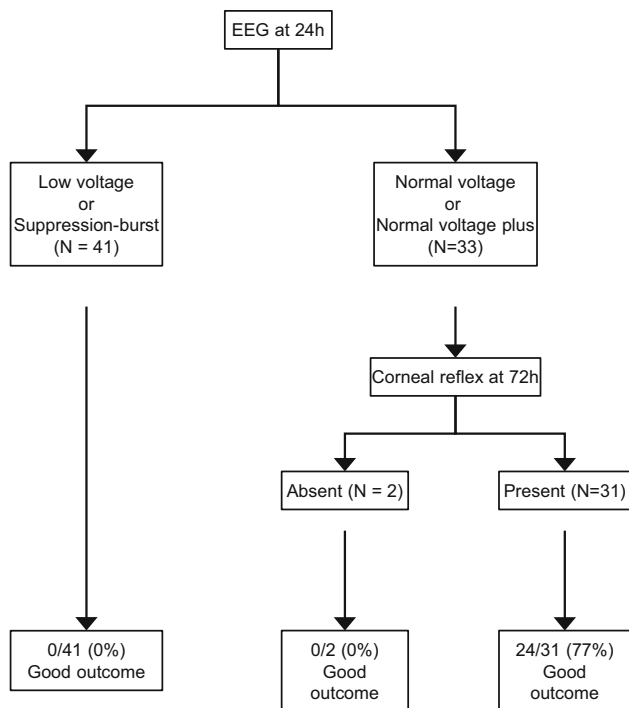 EEG at 24h
Low voltage
or
Suppression-burst
(N = 41)
Normal voltage
or
Normal voltage plus
(N=33)
Corneal reflex at 72h
Absent (N = 2)
Present (N=31)
0/41 (0%)
Good outcome
0/2 (0%)
Good
outcome
24/31 (77%)
Good
outcome